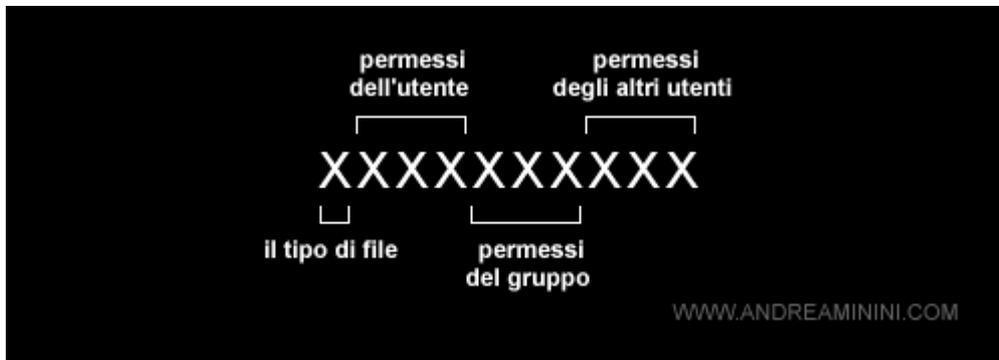 permessi
dell'utente
permessi
degli altri utenti
XXXXXXXXXX
il tipo di file
permessi
del gruppo
WWW.ANDREAMININI.COM